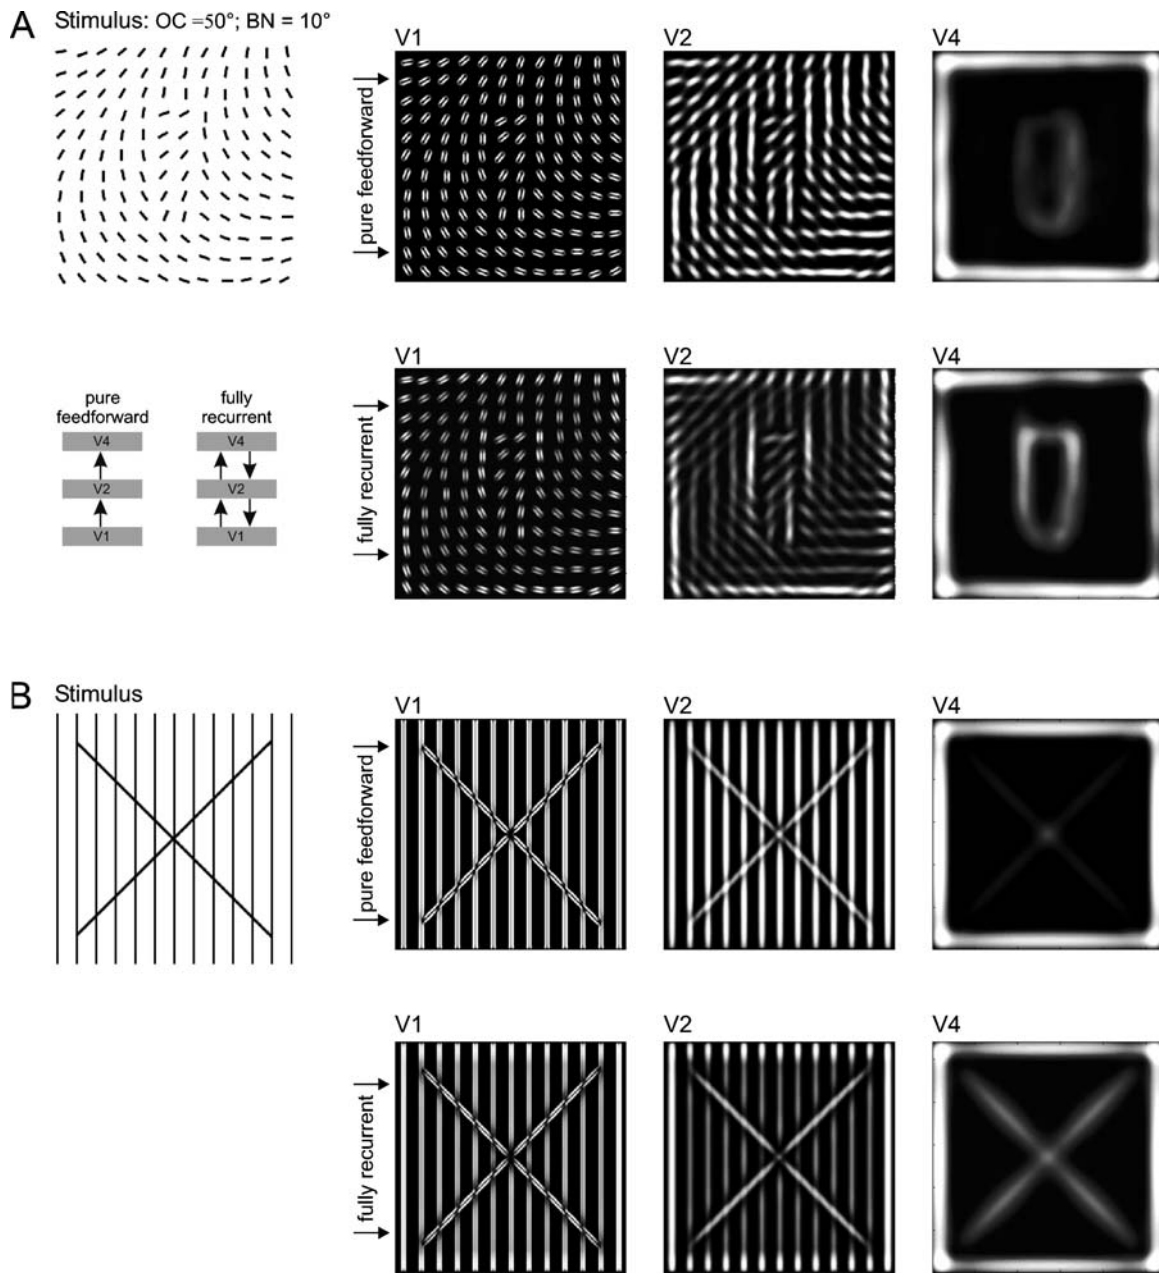 A
Stimulus: OC =50°; BN = 10°
V1
V2
V4
pure feedforward
V1
V2
V4
fully recurrent
pure
feedforward
V4
V2
V1
fully
recurrent
V4
V2
V1
B
Stimulus
V1
V2
V4
pure feedforward
V1
V2
V4
fully recurrent